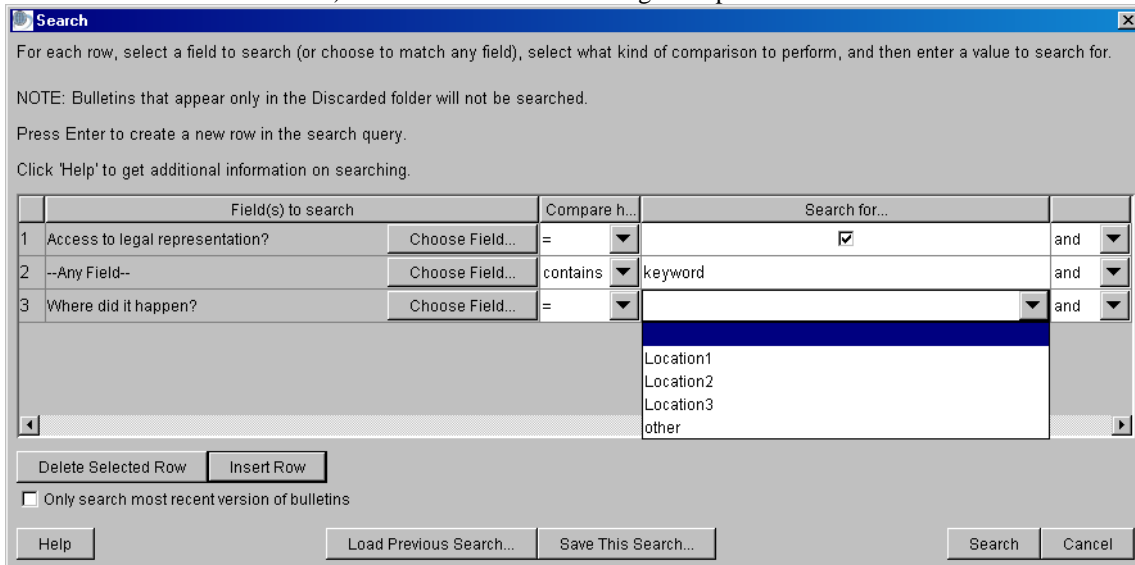 Search
For each row, select a field to search (or choose to match any field), select what kind of comparison to perform, and then enter a value to search for.
NOTE: Bulletins that appear only in the Discarded folder will not be searched.
Press Enter to create a new row in the search query.
Click 'Help' to get additional information on searching.
Field(s) to search Compare h... Search for...
1 Access to legal representation? Choose Field... = and
2 --Any Field-- Choose Field... contains keyword and
3 Where did it happen? Choose Field... = and
Location1
Location2
Location3
other
Delete Selected Row Insert Row
Only search most recent version of bulletins
Help Load Previous Search... Save This Search... Search Cancel